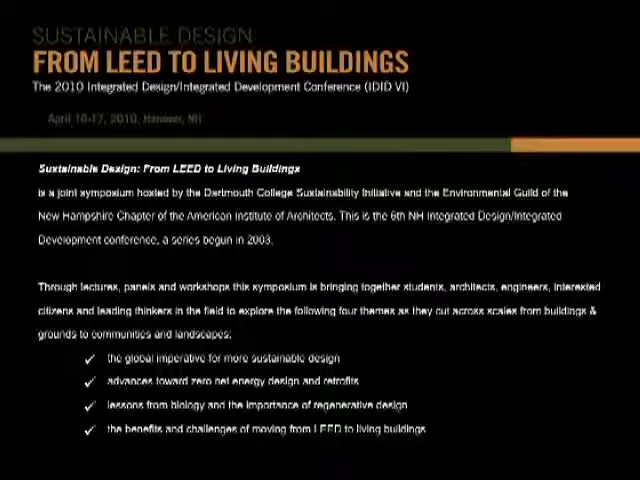 SUSTAINABLE DESIGN:
FROM LEED TO LIVING BUILDINGS
The 2010 Integrated Design/Integrated Development Conference (IDID VI)
April 16-17, 2010, Hanover, NH
Sustainable Design: From LEED to Living Buildings
is a joint symposium hosted by the Dartmouth College Sustainability Initiative and the Environmental Guild of the
New Hampshire Chapter of the American Institute of Architects. This is the 6th NH Integrated Design/Integrated
Development conference, a series begun in 2003.
Through lectures, panels and workshops this symposium is bringing together students, architects, engineers, interested
citizens and leading thinkers in the field to explore the following four themes as they cut across scales from buildings &
grounds to communities and landscapes:
✓ the global imperative for more sustainable design
✓ advances toward zero net energy design and retrofits
✓ lessons from biology and the importance of regenerative design
✓ the benefits and challenges of moving from LEED to living buildings